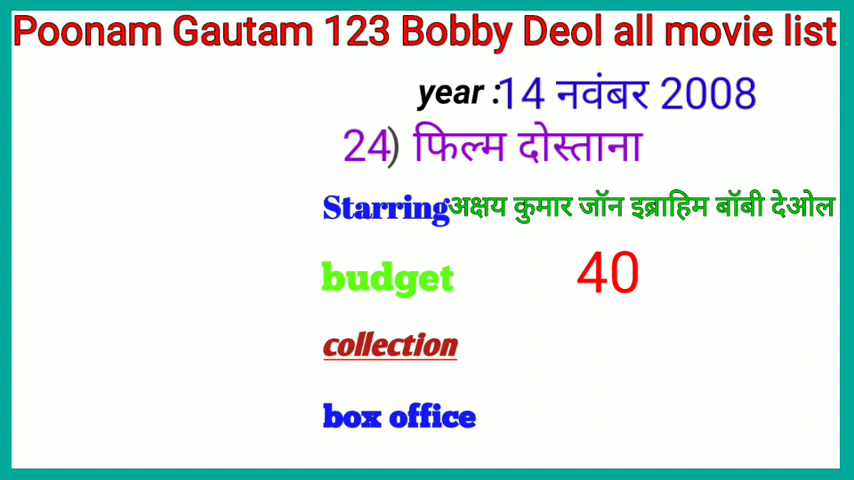 Poonam Gautam 123 Bobby Deol all movie list
year : 14 नवंबर 2008
24) फिल्म दोस्ताना
Starring अक्षय कुमार जॉन इब्राहिम बॉबी देओल
budget 40
collection
box office